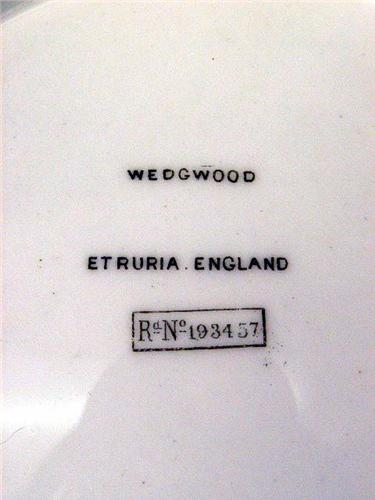 WEDGWOOD
ETRURIA. ENGLAND
Rd No 193457